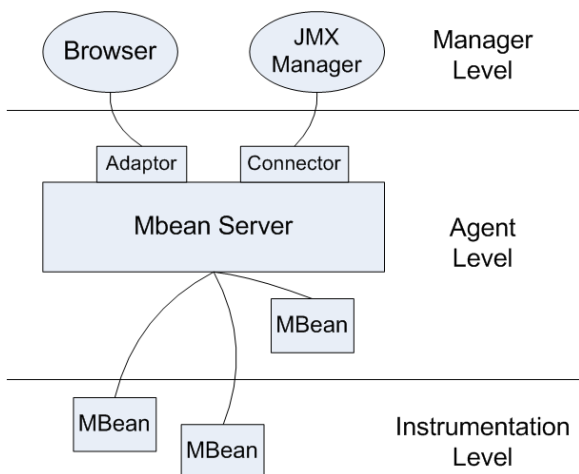 Browser
JMX
Manager
Manager
Level
Adaptor
Connector
Mbean Server
Agent
Level
MBean
MBean
MBean
Instrumentation
Level